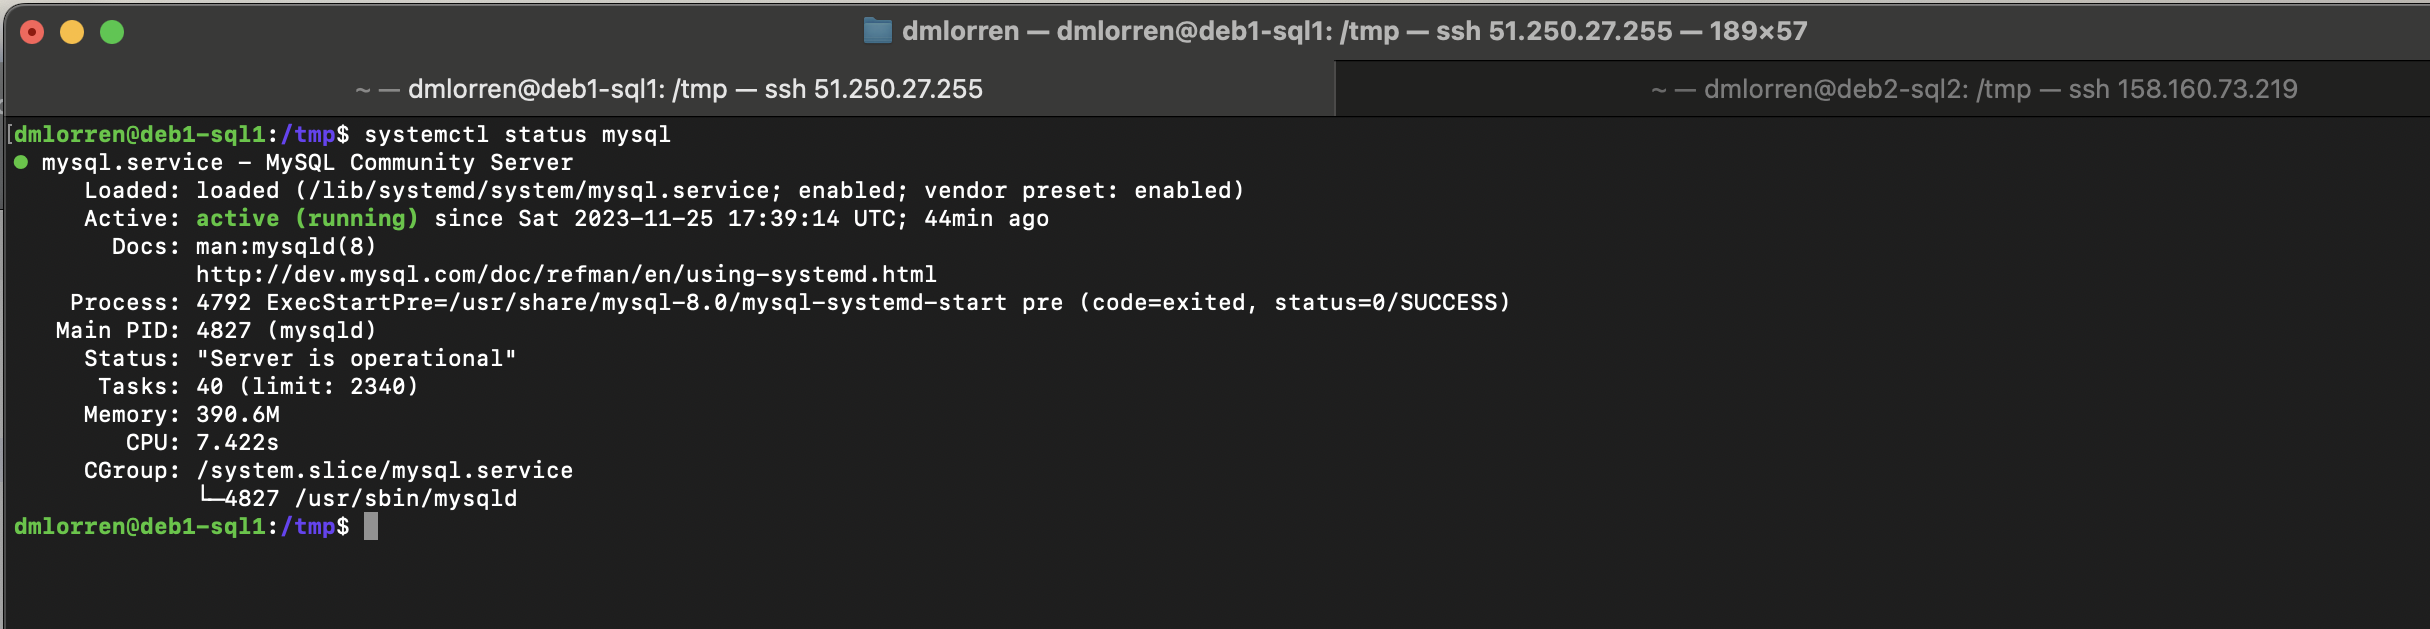 dmlorren — dmlorren@deb1-sql1: /tmp — ssh 51.250.27.255 — 189×57
~ — dmlorren@deb1-sql1: /tmp — ssh 51.250.27.255
~ — dmlorren@deb2-sql2: /tmp — ssh 158.160.73.219
[dmlorren@deb1-sql1:/tmp$ systemctl status mysql
● mysql.service - MySQL Community Server
Loaded: loaded (/lib/systemd/system/mysql.service; enabled; vendor preset: enabled)
Active: active (running) since Sat 2023-11-25 17:39:14 UTC; 44min ago
Docs: man:mysqld(8)
http://dev.mysql.com/doc/refman/en/using-systemd.html
Process: 4792 ExecStartPre=/usr/share/mysql-8.0/mysql-systemd-start pre (code=exited, status=0/SUCCESS)
Main PID: 4827 (mysqld)
Status: "Server is operational"
Tasks: 40 (limit: 2340)
Memory: 390.6M
CPU: 7.422s
CGroup: /system.slice/mysql.service
└─4827 /usr/sbin/mysqld
dmlorren@deb1-sql1:/tmp$